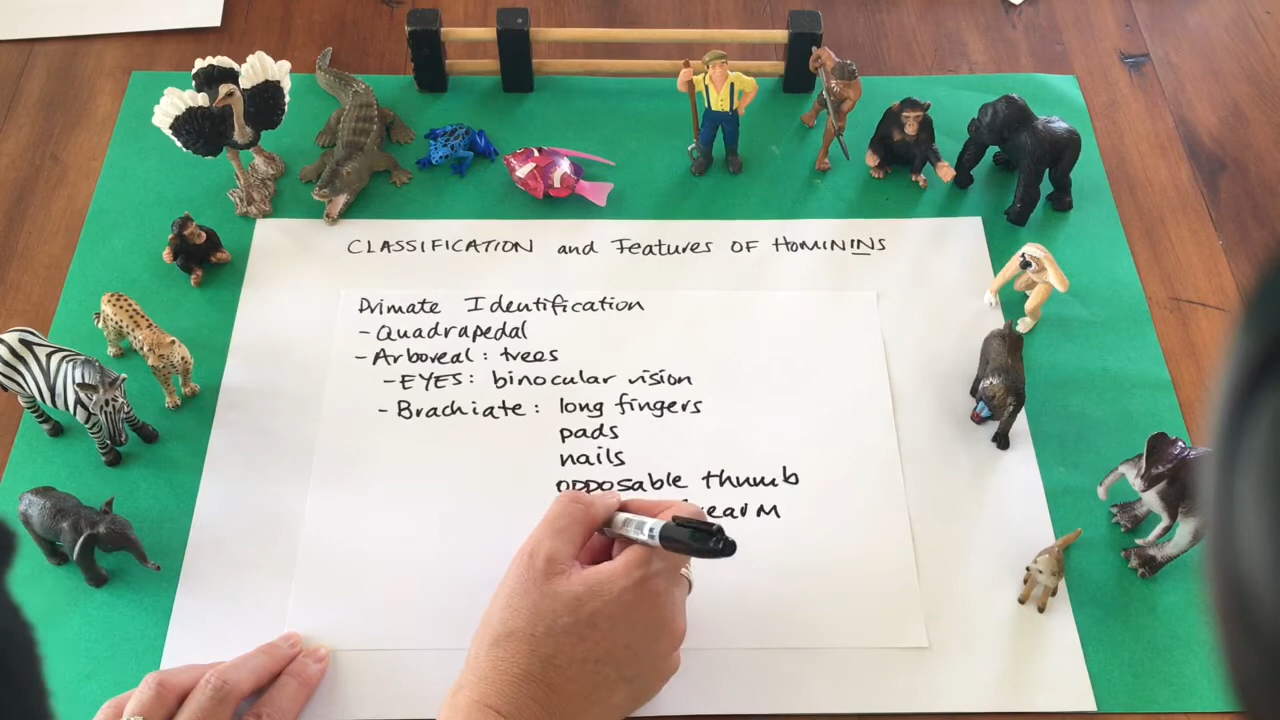 CLASSIFICATION and Features OF HOMININS
Primate Identification
- Quadrapedal
- Arboreal : trees
- EYES: binocular vision
- Brachiate : long fingers
pads
nails
opposable thumb